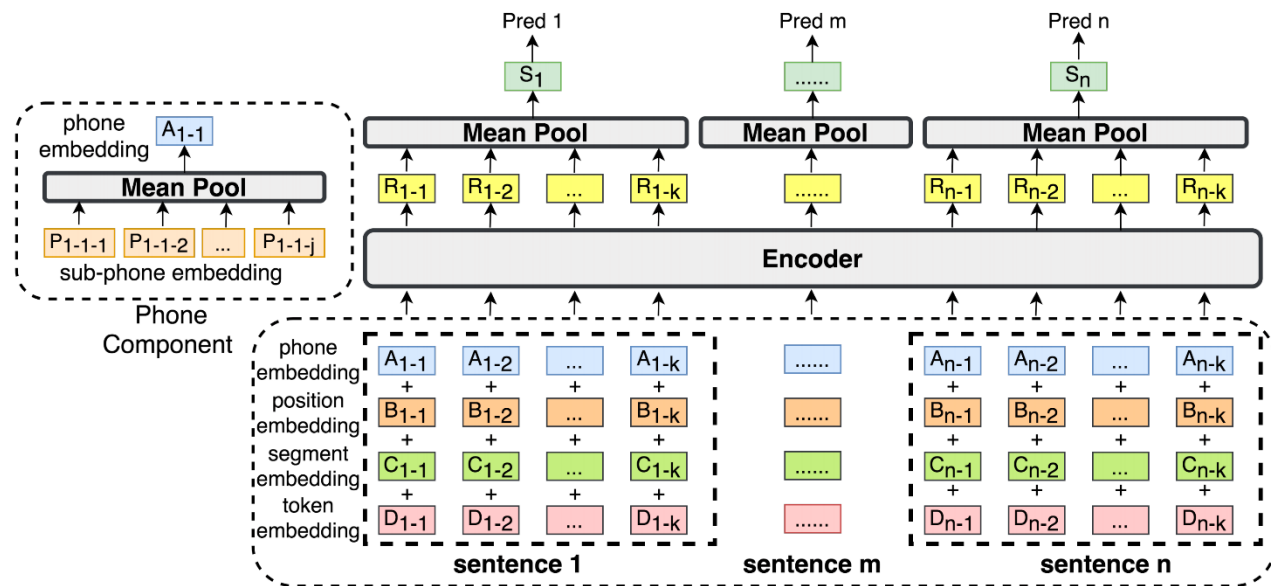 Pred 1 Pred m Pred n
S1 ...... Sn
Mean Pool Mean Pool Mean Pool
R1-1 R1-2 ... R1-k ...... Rn-1 Rn-2 ... Rn-k
Encoder
phone
embedding
A1-1
Mean Pool
P1-1-1 P1-1-2 ... P1-1-j
sub-phone embedding
Phone
Component
phone
embedding
A1-1 A1-2 ... A1-k ...... An-1 An-2 ... An-k
+ + + + + + + +
position
embedding
B1-1 B1-2 ... B1-k ...... Bn-1 Bn-2 ... Bn-k
+ + + + + + + +
segment
embedding
C1-1 C1-2 ... C1-k ...... Cn-1 Cn-2 ... Cn-k
+ + + + + + + +
token
embedding
D1-1 D1-2 ... D1-k ...... Dn-1 Dn-2 ... Dn-k
sentence 1 sentence m sentence n